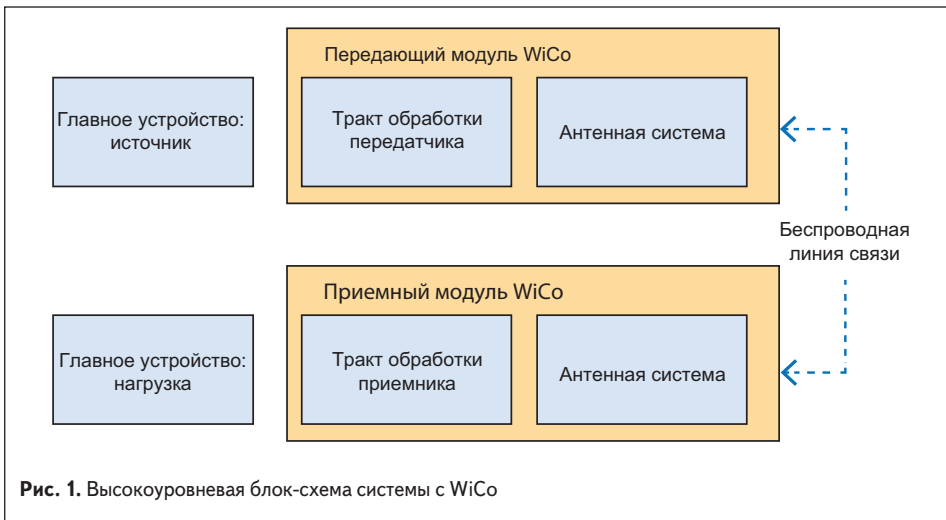 Передающий модуль WiCo
Главное устройство:
источник
Тракт обработки
передатчика
Антенная система
Беспроводная
линия связи
Приемный модуль WiCo
Главное устройство:
нагрузка
Тракт обработки
приемника
Антенная система
Рис. 1. Высокоуровневая блок-схема системы с WiCo